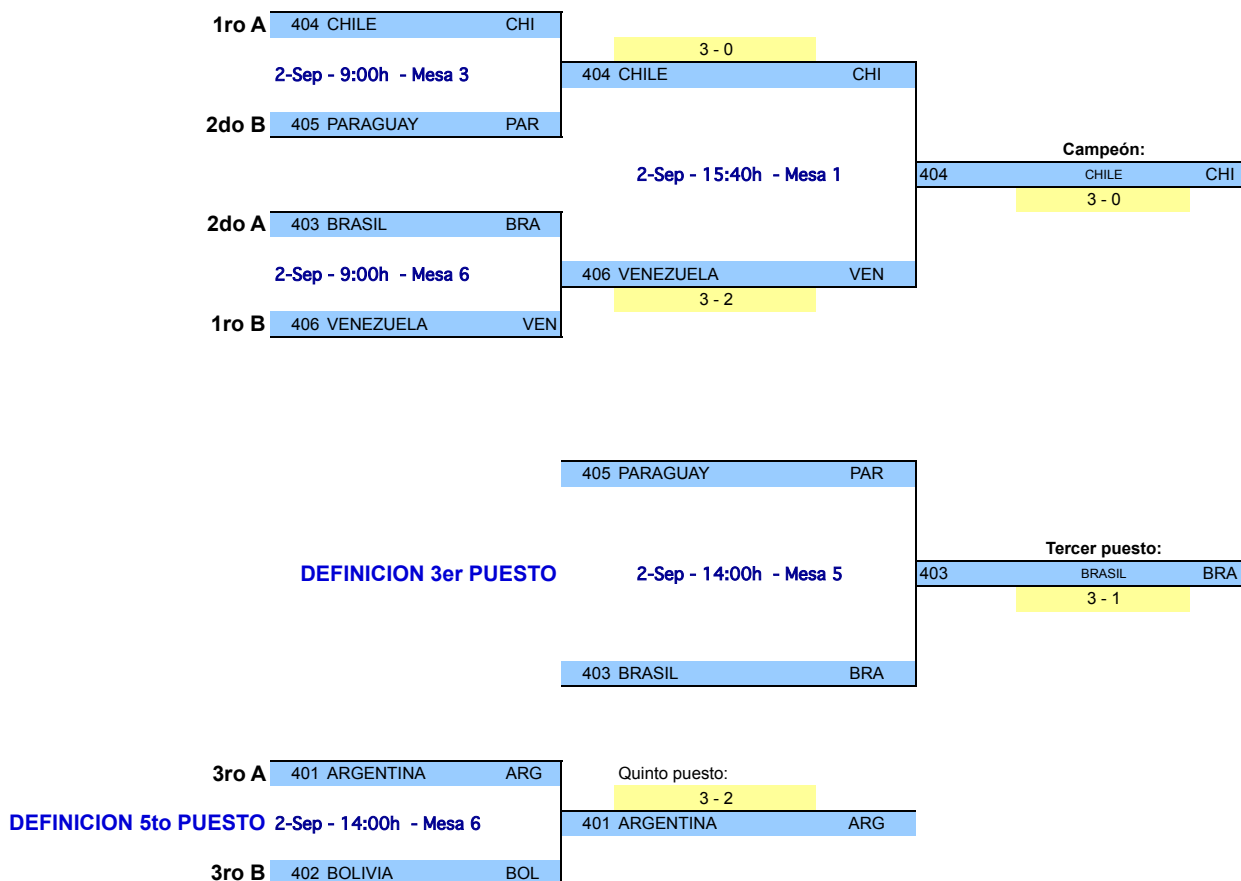 1ro A 404 CHILE CHI
3 - 0
2-Sep - 9:00h - Mesa 3 404 CHILE CHI
2do B 405 PARAGUAY PAR
Campeón:
2-Sep - 15:40h - Mesa 1 404 CHILE CHI
3 - 0
2do A 403 BRASIL BRA
2-Sep - 9:00h - Mesa 6 406 VENEZUELA VEN
3 - 2
1ro B 406 VENEZUELA VEN
405 PARAGUAY PAR
Tercer puesto:
DEFINICION 3er PUESTO 2-Sep - 14:00h - Mesa 5 403 BRASIL BRA
3 - 1
403 BRASIL BRA
3ro A 401 ARGENTINA ARG Quinto puesto:
3 - 2
DEFINICION 5to PUESTO 2-Sep - 14:00h - Mesa 6 401 ARGENTINA ARG
3ro B 402 BOLIVIA BOL